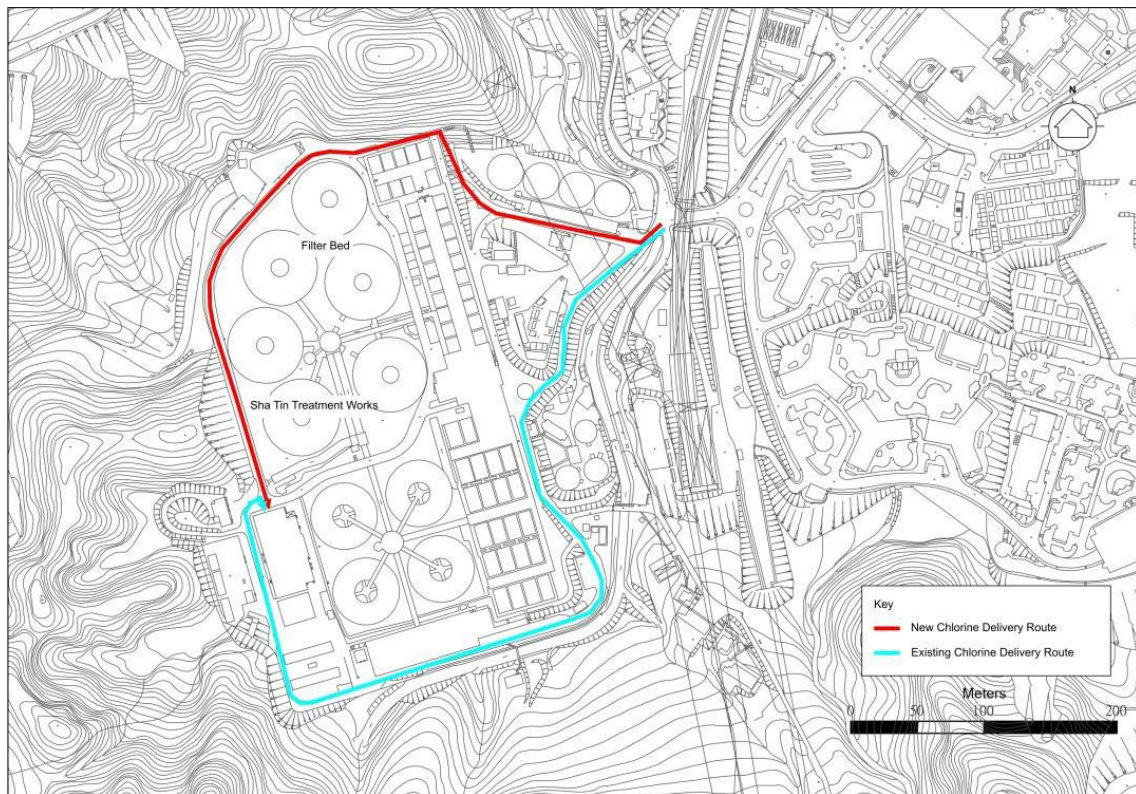 N
Filter Bed
Sha Tin Treatment Works
Key
New Chlorine Delivery Route
Existing Chlorine Delivery Route
Meters
0 50 100 200